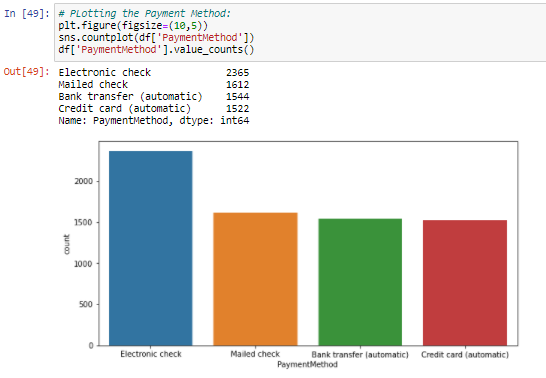 In [49]: # PLotting the Payment Method:
plt.figure(figsize=(10,5))
sns.countplot(df['PaymentMethod'])
df['PaymentMethod'].value_counts()
Out[49]: Electronic check 2365
Mailed check 1612
Bank transfer (automatic) 1544
Credit card (automatic) 1522
Name: PaymentMethod, dtype: int64
2000
1500
1000
500
0
count
Electronic check Mailed check Bank transfer (automatic) Credit card (automatic)
PaymentMethod